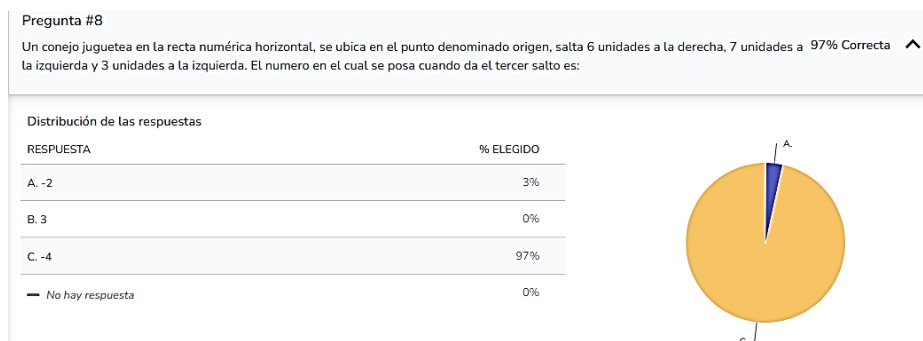 Pregunta #8
Un conejo juguetea en la recta numérica horizontal, se ubica en el punto denominado origen, salta 6 unidades a la derecha, 7 unidades a 97% Correcta
la izquierda y 3 unidades a la izquierda. El numero en el cual se posa cuando da el tercer salto es:
Distribución de las respuestas
RESPUESTA % ELEGIDO
A. -2 3%
B. 3 0%
C. -4 97%
No hay respuesta 0%
A.